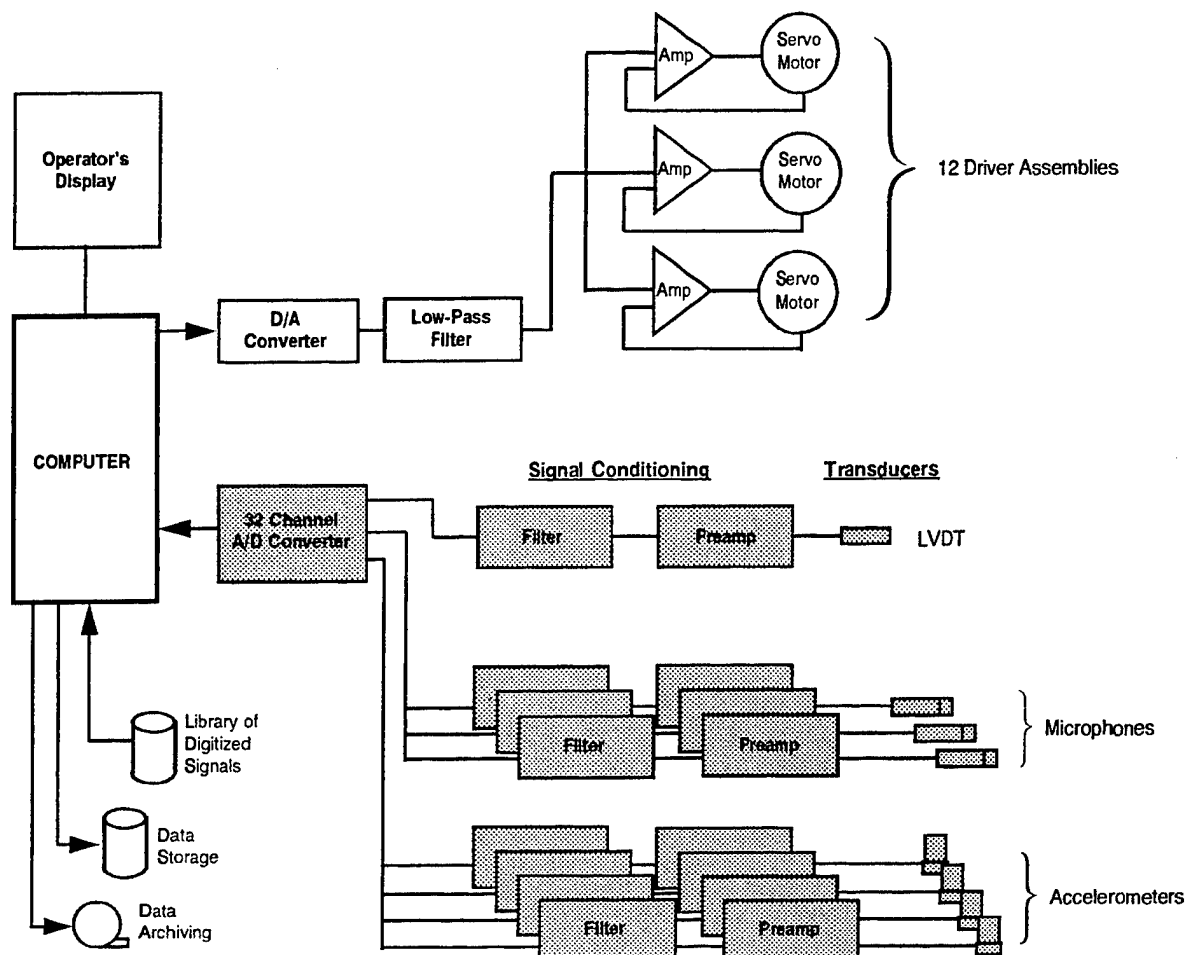 Amp
Servo
Motor
Operator's
Display
Amp
Servo
Motor
12 Driver Assemblies
Amp
Servo
Motor
D/A
Converter
Low-Pass
Filter
COMPUTER
Signal Conditioning
Transducers
32 Channel
A/D Converter
Filter
Preamp
LVDT
Library of
Digitized
Signals
Filter
Preamp
Microphones
Data
Storage
Data
Archiving
Filter
Preamp
Accelerometers